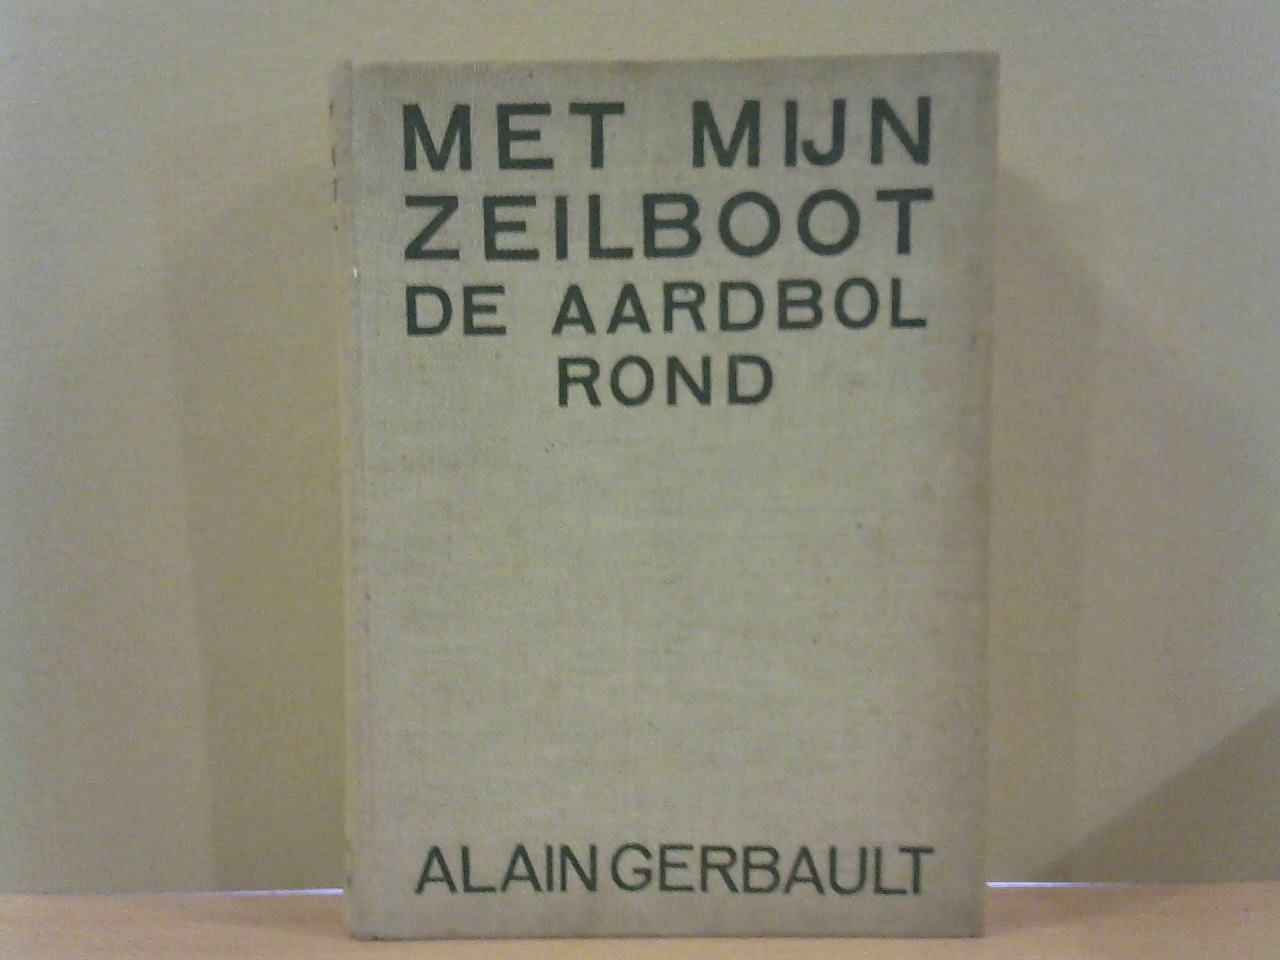 MET MIJN
ZEILBOOT
DE AARDBOL
ROND
ALAIN GERBAULT